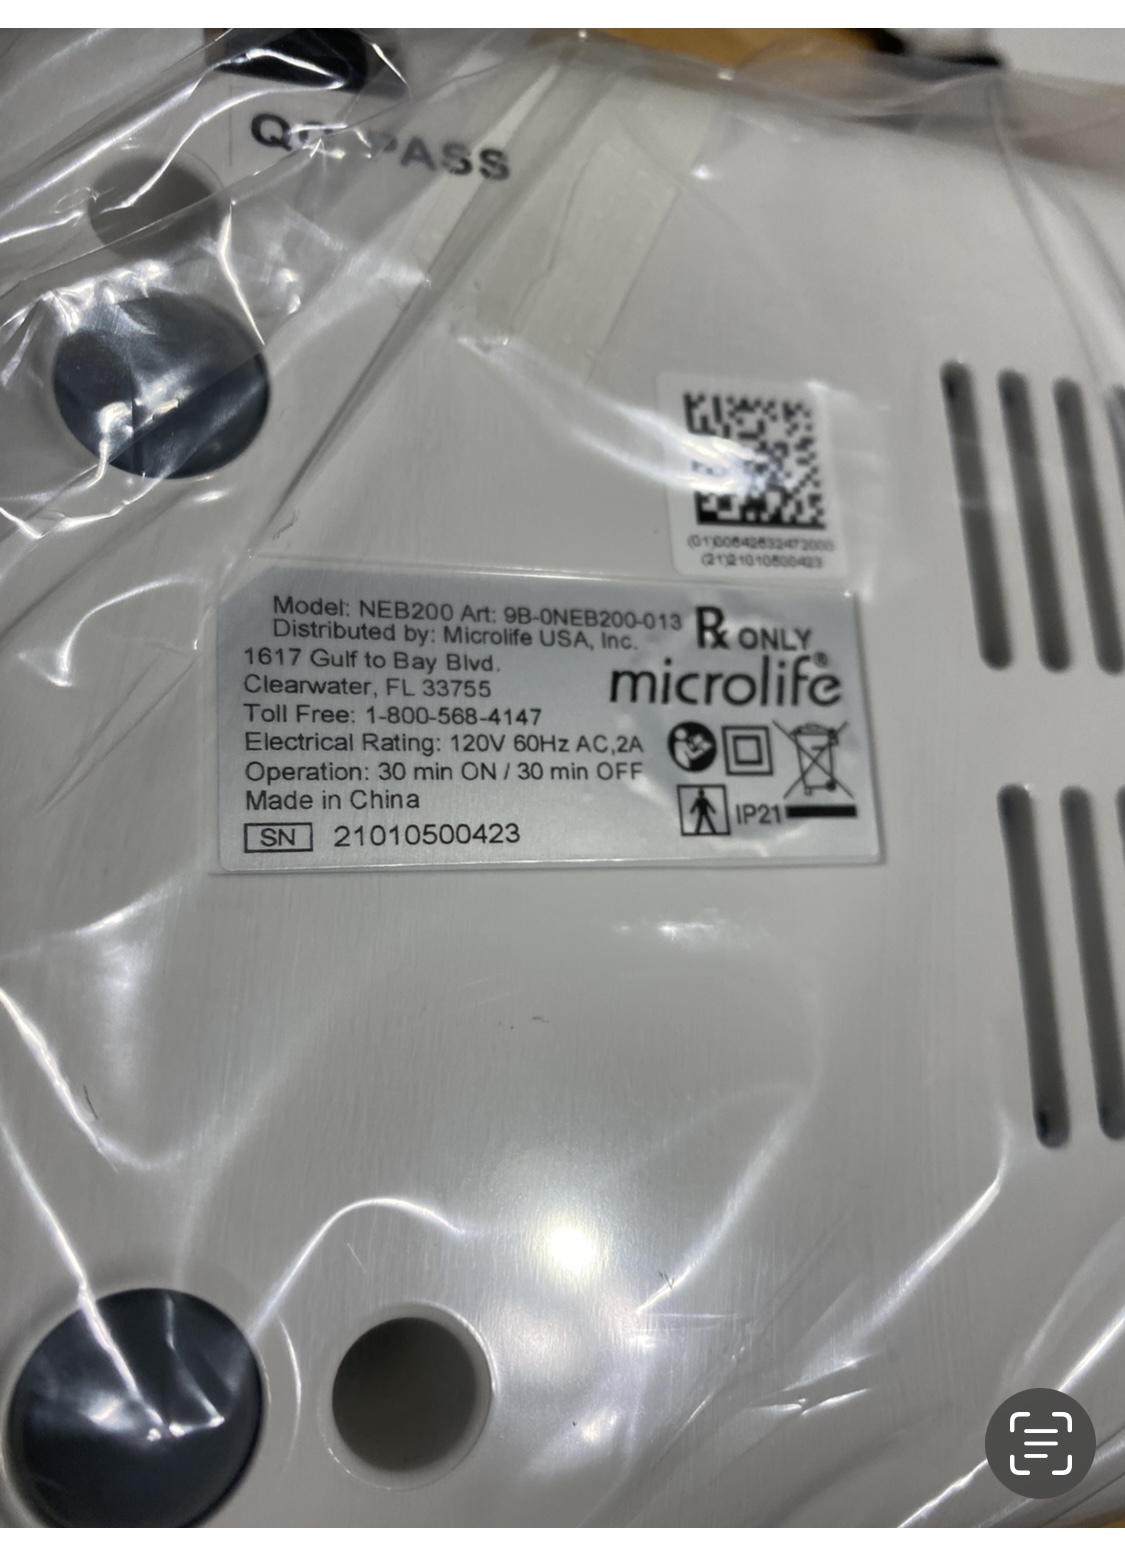 PASS
(01)00642632472000
(21)21010500423
Model: NEB200 Art: 9B-0NEB200-013
Distributed by: Microlife USA, Inc.
1617 Gulf to Bay Blvd.
Clearwater, FL 33755
Toll Free: 1-800-568-4147
Electrical Rating: 120V 60Hz AC,2A
Operation: 30 min ON / 30 min OFF
Made in China
SN 21010500423
Rx ONLY
microlife®
IP21